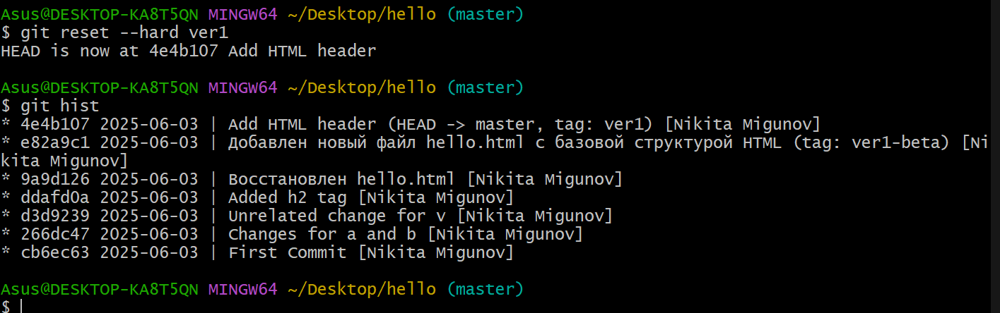 Asus@DESKTOP-KA8T5QN MINGW64 ~/Desktop/hello (master)
$ git reset --hard ver1
HEAD is now at 4e4b107 Add HTML header
Asus@DESKTOP-KA8T5QN MINGW64 ~/Desktop/hello (master)
$ git hist
* 4e4b107 2025-06-03 | Add HTML header (HEAD -> master, tag: ver1) [Nikita Migunov]
* e82a9c1 2025-06-03 | Добавлен новый файл hello.html с базовой структурой HTML (tag: ver1-beta) [Ni
kita Migunov]
* 9a9d126 2025-06-03 | Восстановлен hello.html [Nikita Migunov]
* ddafd0a 2025-06-03 | Added h2 tag [Nikita Migunov]
* d3d9239 2025-06-03 | Unrelated change for v [Nikita Migunov]
* 266dc47 2025-06-03 | Changes for a and b [Nikita Migunov]
* cb6ec63 2025-06-03 | First Commit [Nikita Migunov]
Asus@DESKTOP-KA8T5QN MINGW64 ~/Desktop/hello (master)
$